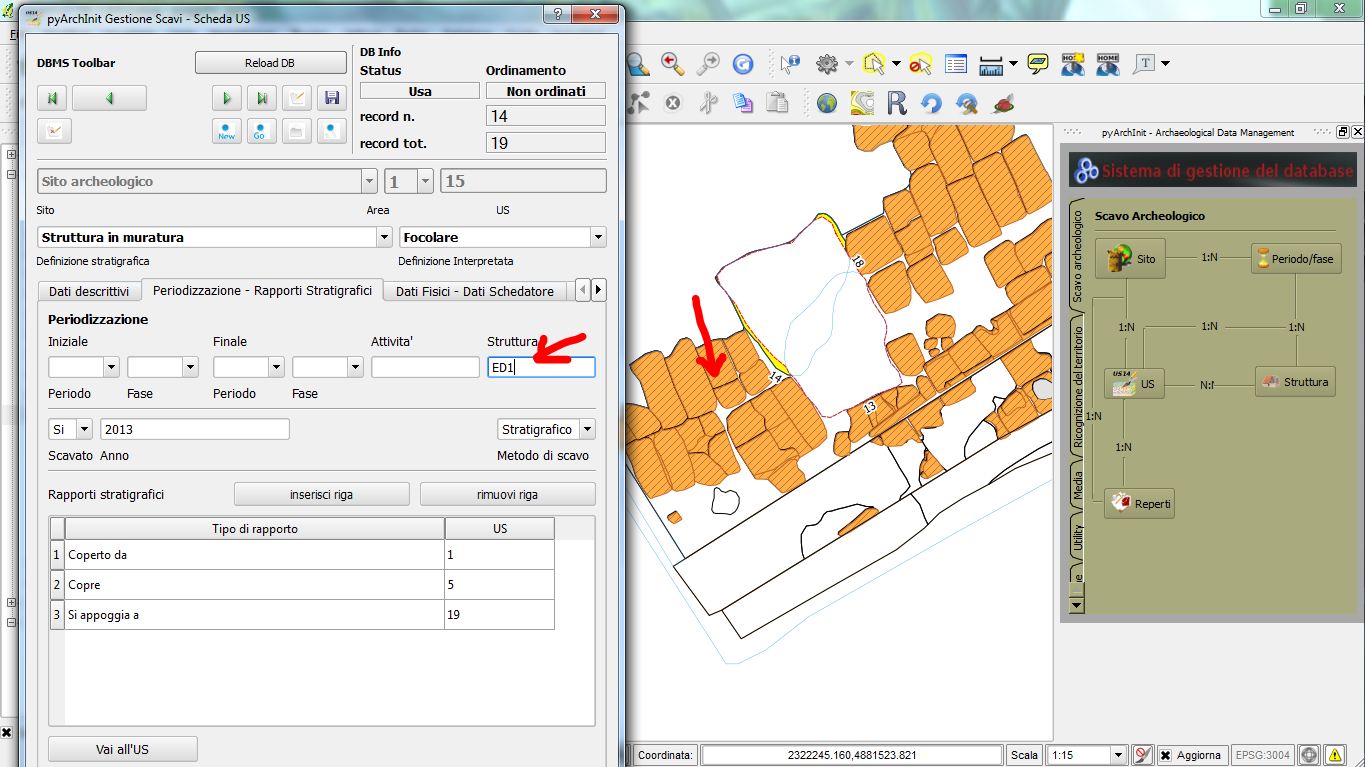 pyArchInit Gestione Scavi - Scheda US
DBMS Toolbar
Reload DB
DB Info
Status
Ordinamento
Usa
Non ordinati
record n.
14
record tot.
19
New
Go
Sito archeologico
1
15
Sito
Area
US
Struttura in muratura
Focolare
Definizione stratigrafica
Definizione Interpretata
Dati descrittivi
Periodizzazione - Rapporti Stratigrafici
Dati Fisici - Dati Schedatore
Periodizzazione
Iniziale
Finale
Attivita'
Struttura
ED1
Periodo
Fase
Periodo
Fase
Si
2013
Stratigrafico
Scavato
Anno
Metodo di scavo
Rapporti stratigrafici
inserisci riga
rimuovi riga
Tipo di rapporto
US
1
Coperto da
1
2
Copre
5
3
Si appoggia a
19
Vai all'US
HOME
R
T
18
14
13
Coordinata:
2322245.160,4881523.821
Scala
1:15
Aggiorna
EPSG:3004
pyArchInit - Archaeological Data Management
Sistema di gestione del database
Scavo archeologico
Ricognizione del territorio
Media
Utility
Scavo Archeologico
Sito
1:N
Periodo/fase
1:N
1:N
1:N
US14
US
N:N
Struttura
1:N
1:N
Reperti